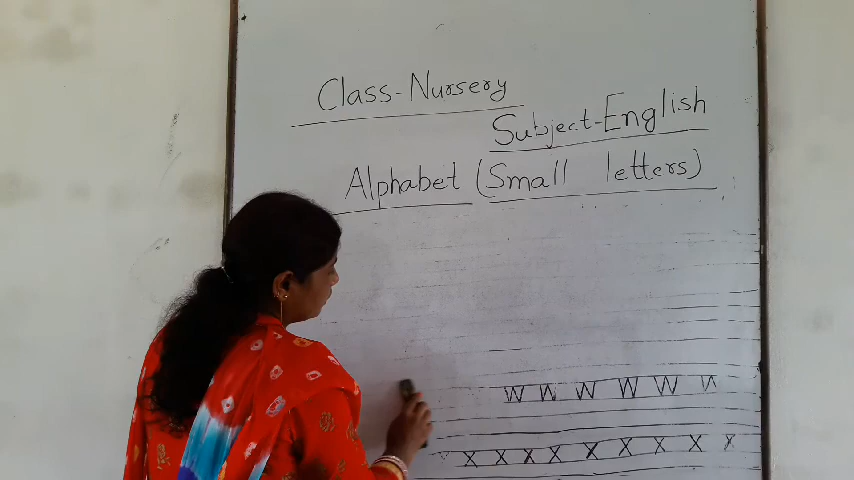 Class-Nursery
Subject-English
Alphabet (Small letters)
w w w w w w
x x x x x x x x x